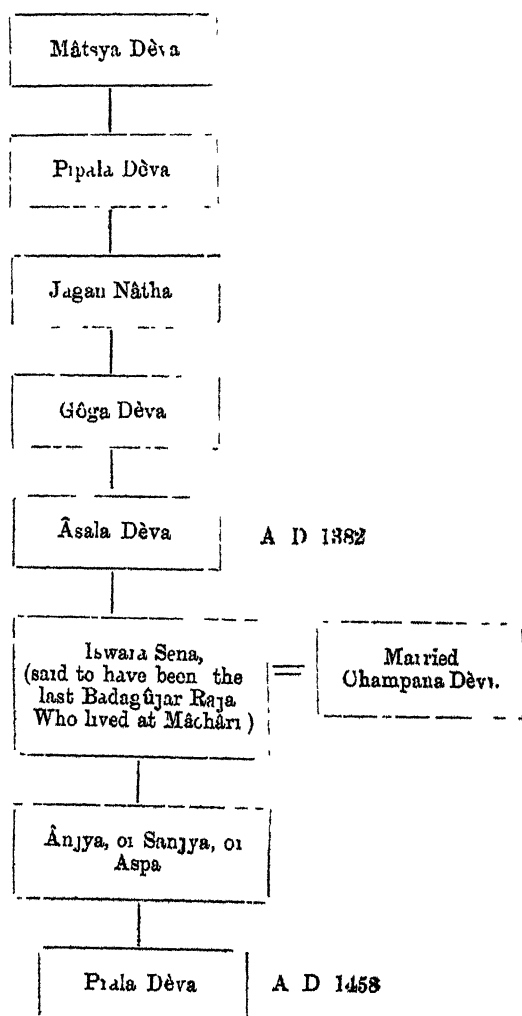 Mâtsya Dèva
Pipala Dèva
Jagan Nâtha
Gôga Dèva
Âsala Dèva A D 1382
Iswara Sena,
(said to have been the
last Badagûjar Raja
Who lived at Mâchâri)
Married
Champana Dèvi.
Ânjya, or Sanjya, or
Aspa
Prala Dèva A D 1458